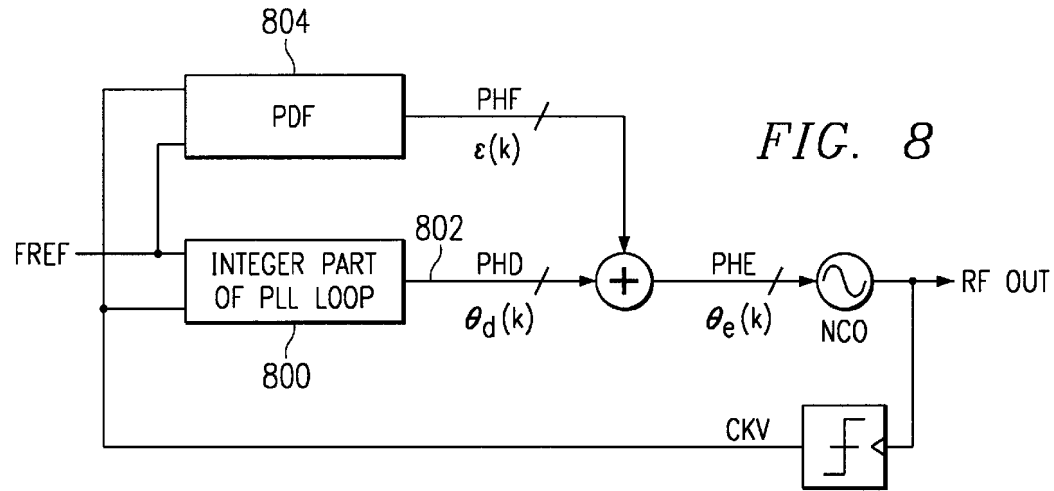 804
PDF
PHF
ε(k)
FIG. 8
FREF
INTEGER PART
OF PLL LOOP
802
PHD
θd(k)
+
PHE
θe(k)
NCO
RF OUT
800
CKV